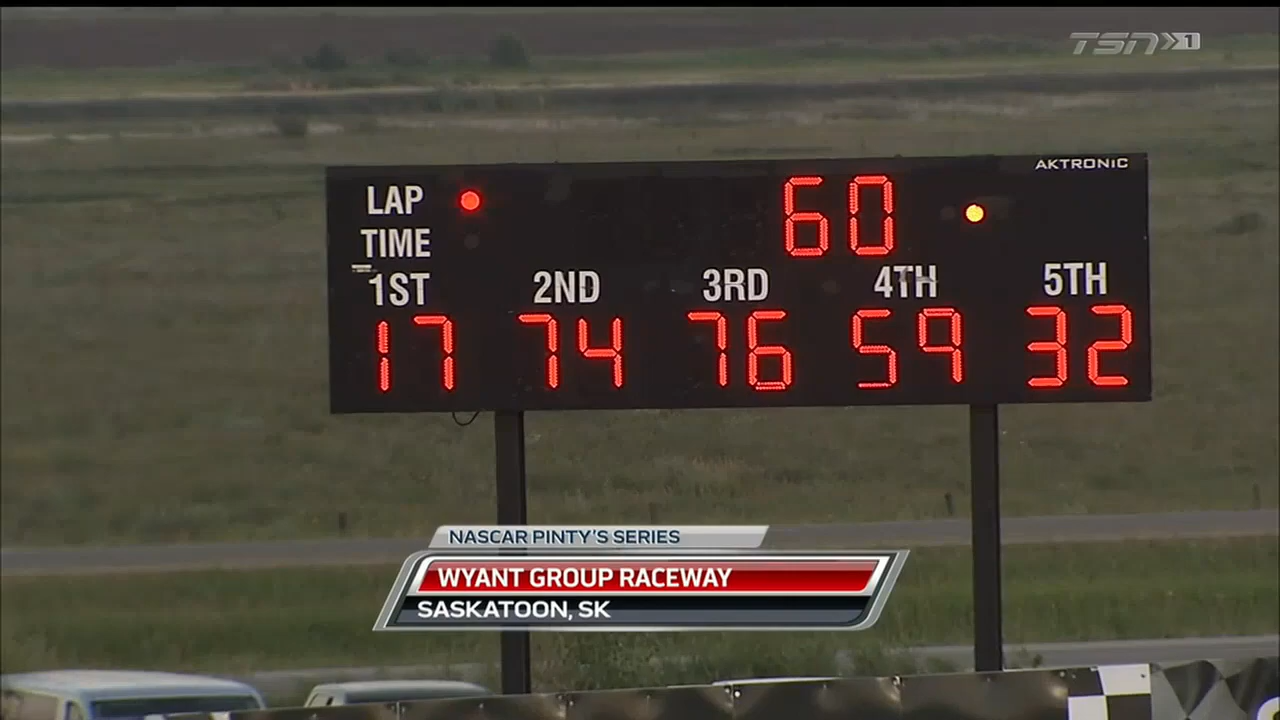 TSN 1
AKTRONIC
LAP 60
TIME
1ST 2ND 3RD 4TH 5TH
17 74 76 59 32
NASCAR PINTY'S SERIES
WYANT GROUP RACEWAY
SASKATOON, SK